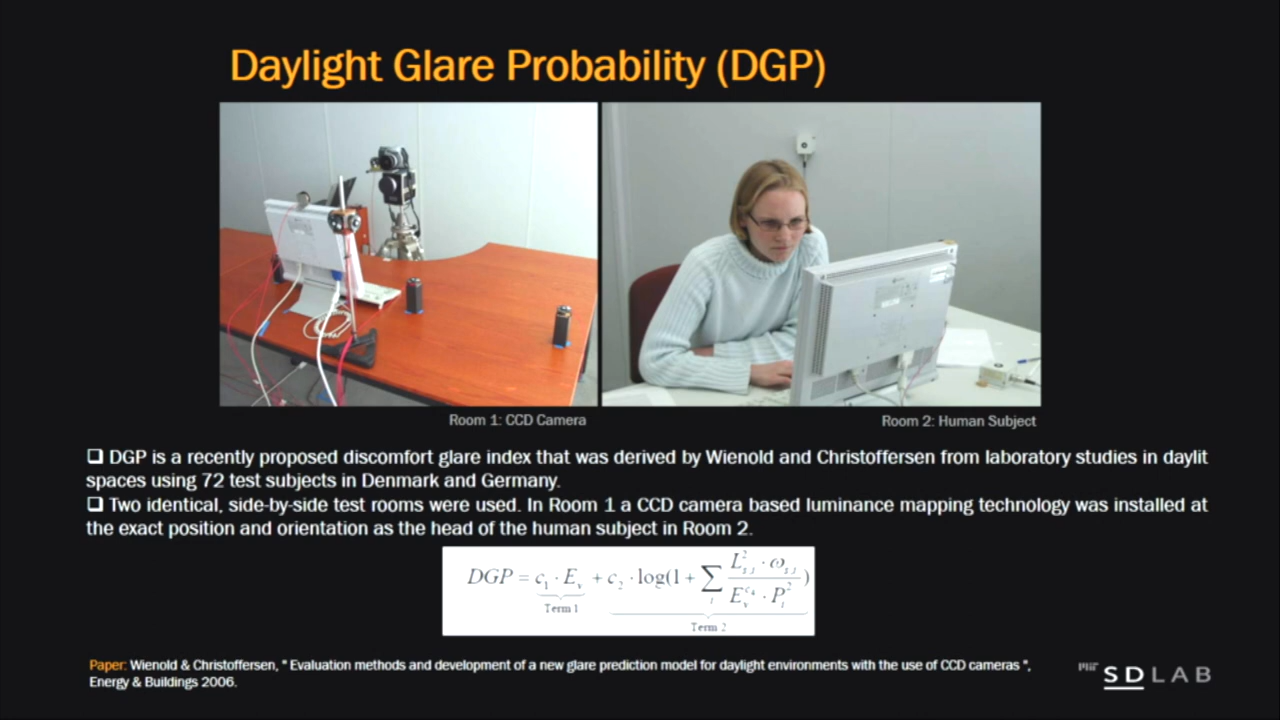 Daylight Glare Probability (DGP)
Room 1: CCD Camera
Room 2: Human Subject
❑ DGP is a recently proposed discomfort glare index that was derived by Wienold and Christoffersen from laboratory studies in daylit
spaces using 72 test subjects in Denmark and Germany.
❑ Two identical, side-by-side test rooms were used. In Room 1 a CCD camera based luminance mapping technology was installed at
the exact position and orientation as the head of the human subject in Room 2.
DGP = c₁ · Eᵥ + c₂ · log(1 + ∑ᵢ (L²ₛ,ᵢ · ωₛ,ᵢ) / (Eᵥ^c₄ · Pᵢ²))
Term 1
Term 2
Paper: Wienold & Christoffersen, " Evaluation methods and development of a new glare prediction model for daylight environments with the use of CCD cameras ",
Energy & Buildings 2006.
MIT SDLAB